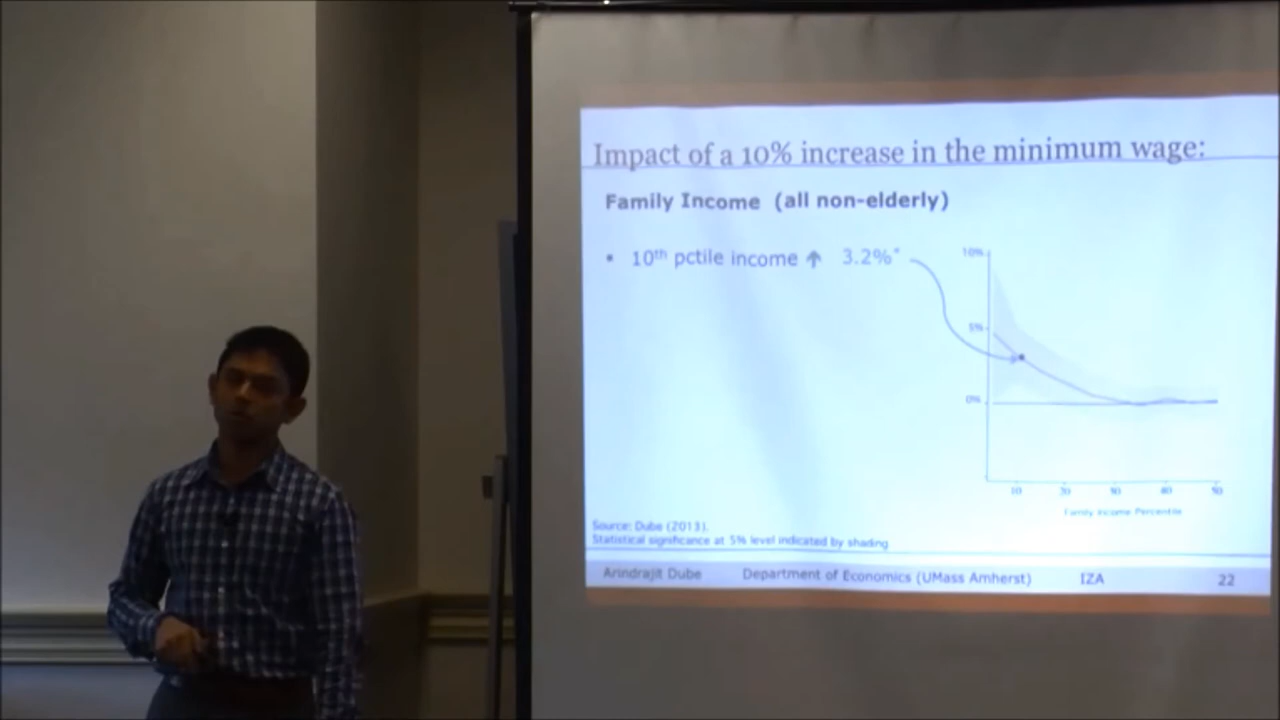 Impact of a 10% increase in the minimum wage:
Family Income (all non-elderly)
▪ 10th pctile income ↑ 3.2%*
10%
5%
0%
10 20 30 40 50
Family Income Percentile
Source: Dube (2013).
Statistical significance at 5% level indicated by shading.
Arindrajit Dube Department of Economics (UMass Amherst) IZA 22